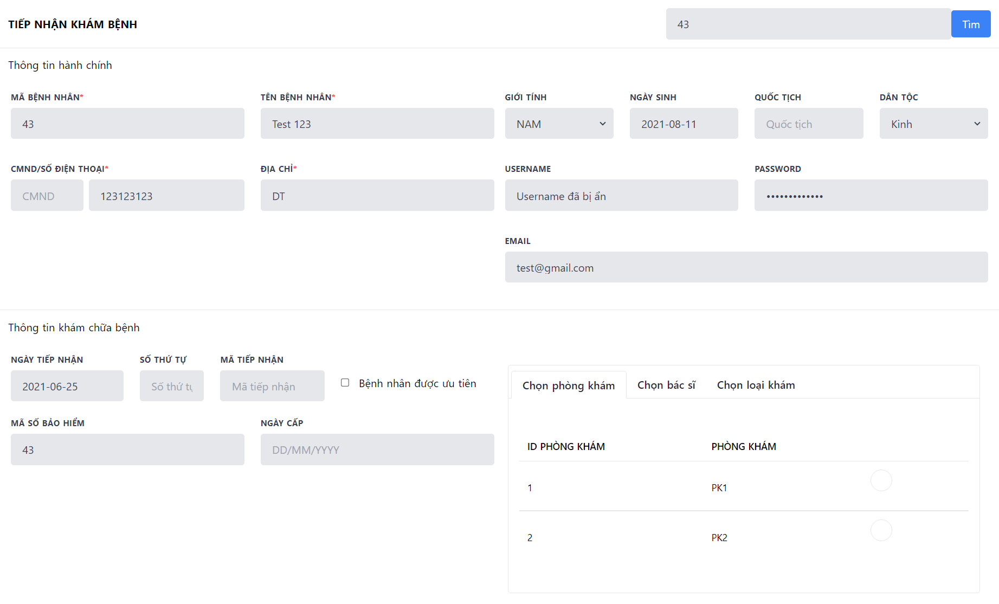 TIẾP NHẬN KHÁM BỆNH
43
Tìm
Thông tin hành chính
MÃ BỆNH NHÂN*
TÊN BỆNH NHÂN*
GIỚI TÍNH
NGÀY SINH
QUỐC TỊCH
DÂN TỘC
43
Test 123
NAM
2021-08-11
Quốc tịch
Kinh
CMND/SỐ ĐIỆN THOẠI*
ĐỊA CHỈ*
USERNAME
PASSWORD
CMND
123123123
DT
Username đã bị ẩn
•••••••••••••
EMAIL
test@gmail.com
Thông tin khám chữa bệnh
NGÀY TIẾP NHẬN
SỐ THỨ TỰ
MÃ TIẾP NHẬN
2021-06-25
Số thứ tự
Mã tiếp nhận
Bệnh nhân được ưu tiên
MÃ SỐ BẢO HIỂM
NGÀY CẤP
43
DD/MM/YYYY
Chọn phòng khám
Chọn bác sĩ
Chọn loại khám
ID PHÒNG KHÁM
PHÒNG KHÁM
1
PK1
2
PK2